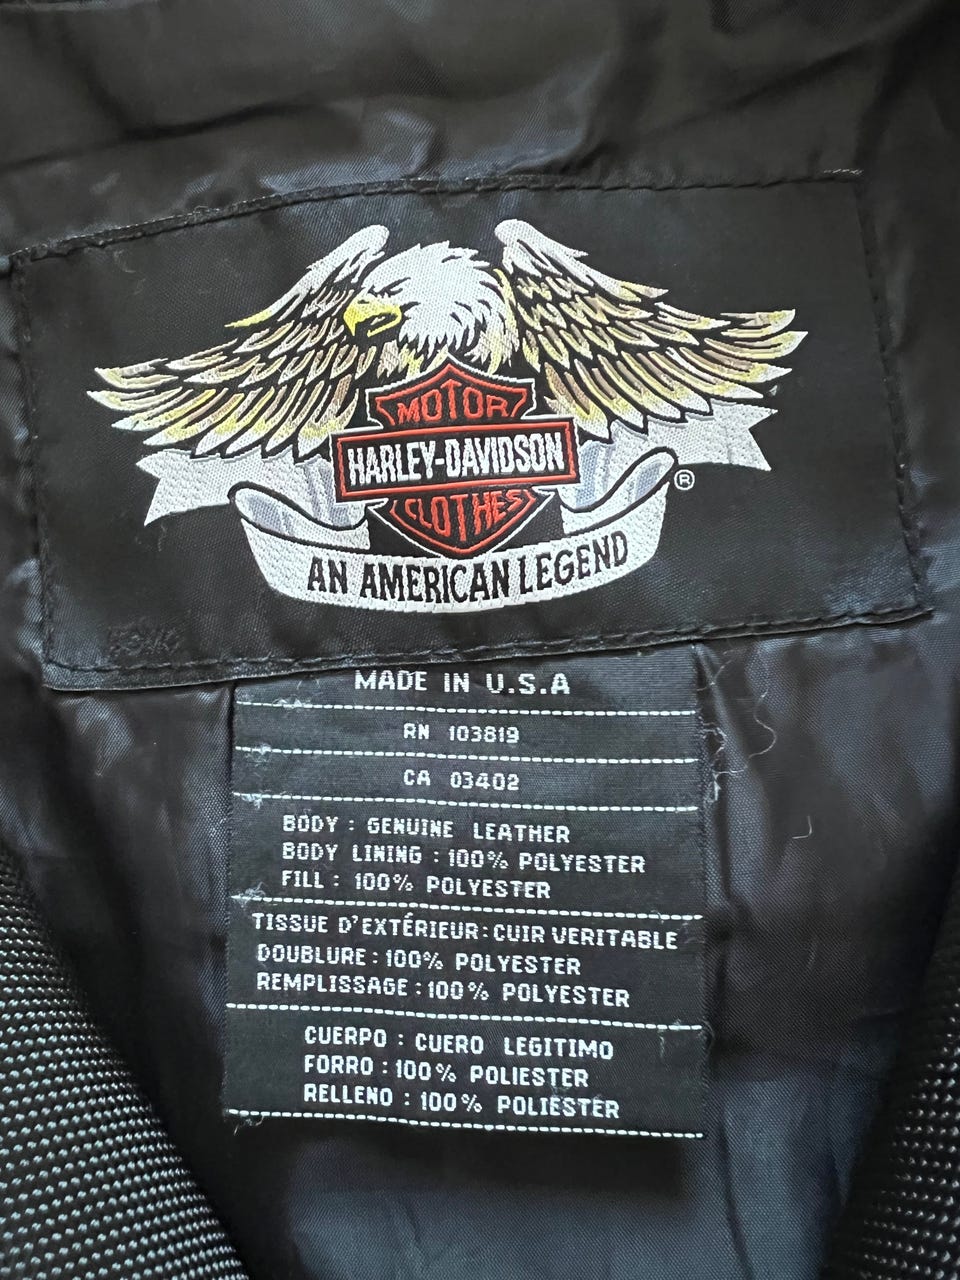 MOTOR
HARLEY-DAVIDSON
CLOTHES
®
AN AMERICAN LEGEND
MADE IN U.S.A
RN 103819
CA 03402
BODY : GENUINE LEATHER
BODY LINING : 100% POLYESTER
FILL : 100% POLYESTER
TISSUE D'EXTÉRIEUR: CUIR VERITABLE
DOUBLURE : 100% POLYESTER
REMPLISSAGE : 100% POLYESTER
CUERPO : CUERO LEGITIMO
FORRO : 100% POLIESTER
RELLENO : 100% POLIESTER